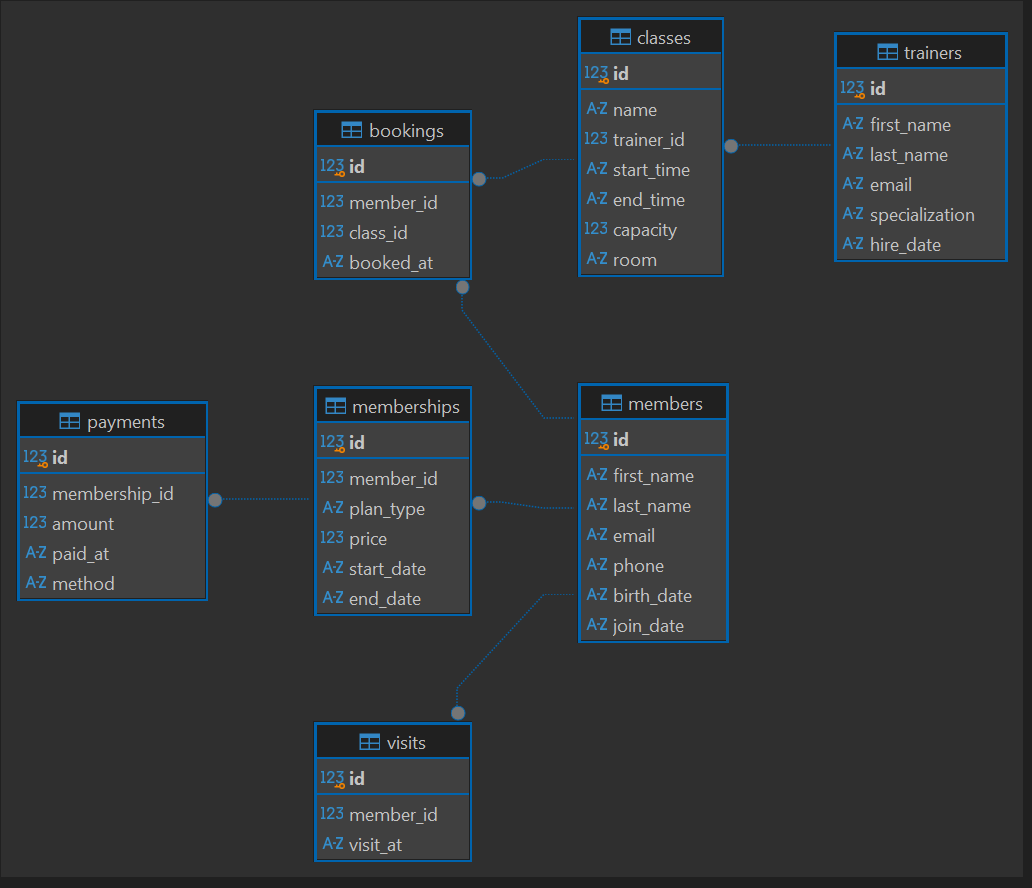 classes
123 id
A-Z name
123 trainer_id
A-Z start_time
A-Z end_time
123 capacity
A-Z room
trainers
123 id
A-Z first_name
A-Z last_name
A-Z email
A-Z specialization
A-Z hire_date
bookings
123 id
123 member_id
123 class_id
A-Z booked_at
payments
123 id
123 membership_id
123 amount
A-Z paid_at
A-Z method
memberships
123 id
123 member_id
A-Z plan_type
123 price
A-Z start_date
A-Z end_date
members
123 id
A-Z first_name
A-Z last_name
A-Z email
A-Z phone
A-Z birth_date
A-Z join_date
visits
123 id
123 member_id
A-Z visit_at